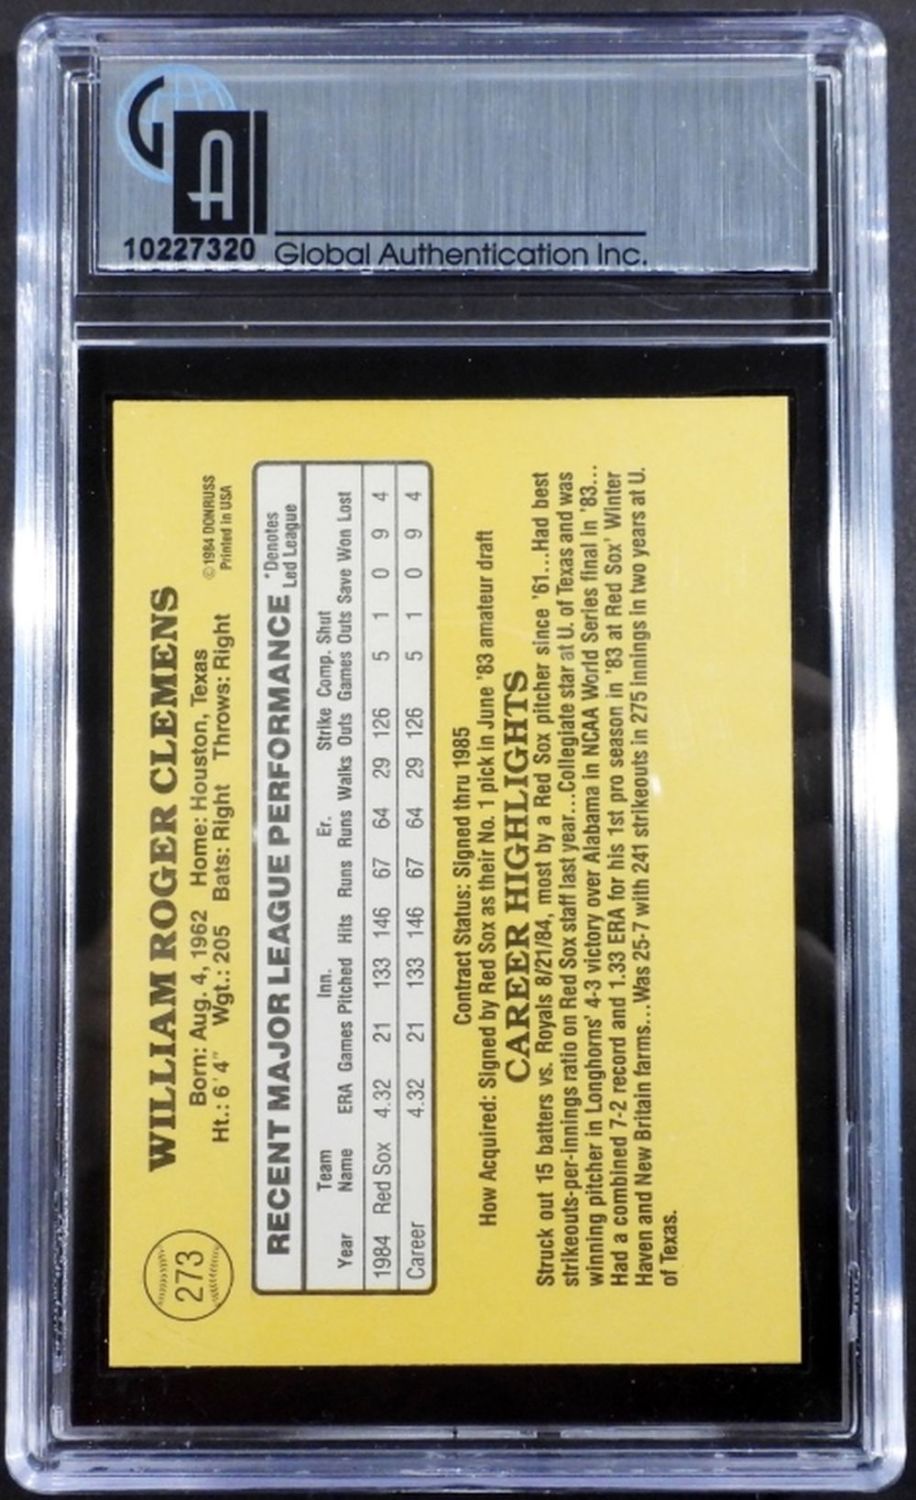 GA
10227320
Global Authentication Inc.
273
WILLIAM ROGER CLEMENS
Born: Aug. 4, 1962 Home: Houston, Texas
Ht.: 6'4" Wgt.: 205 Bats: Right Throws: Right
© 1984 DONRUSS
Printed in USA
RECENT MAJOR LEAGUE PERFORMANCE
*Denotes
Led League
Team Inn. Er. Strike Comp. Shut
Year Name ERA Games Pitched Hits Runs Runs Walks Outs Games Outs Save Won Lost
1984 Red Sox 4.32 21 133 146 67 64 29 126 5 1 0 9 4
Career 4.32 21 133 146 67 64 29 126 5 1 0 9 4
Contract Status: Signed thru 1985
How Acquired: Signed by Red Sox as their No. 1 pick in June '83 amateur draft
CAREER HIGHLIGHTS
Struck out 15 batters vs. Royals 8/21/84, most by a Red Sox pitcher since '61...Had best
strikeouts-per-innings ratio on Red Sox staff last year...Collegiate star at U. of Texas and was
winning pitcher in Longhorns' 4-3 victory over Alabama in NCAA World Series final in '83...
Had a combined 7-2 record and 1.33 ERA for his 1st pro season in '83 at Red Sox' Winter
Haven and New Britain farms...Was 25-7 with 241 strikeouts in 275 innings in two years at U.
of Texas.